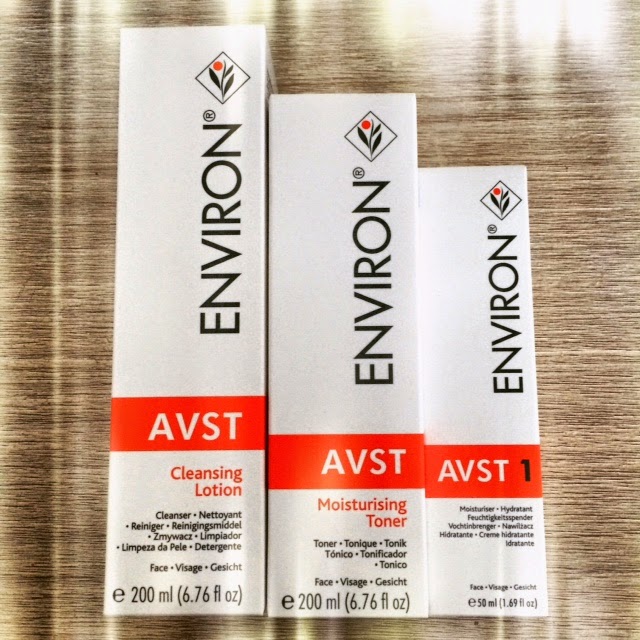 ENVIRON®
AVST
Cleansing
Lotion
Cleanser • Nettoyant
• Reiniger • Reinigingsmiddel
• Zmywacz • Limpiador
• Limpeza da Pele • Detergente
Face • Visage • Gesicht
e 200 ml (6.76 fl oz)
ENVIRON®
AVST
Moisturising
Toner
Toner • Tonique • Tonik
Tónico • Tonificador
• Tonico
Face • Visage • Gesicht
e 200 ml (6.76 fl oz)
ENVIRON®
AVST 1
Moisturiser • Hydratant
Feuchtigkeitsspender
Vochtinbrenger • Nawilżacz
Hidratante • Creme hidratante
Idratante
Face • Visage • Gesicht
e 50 ml (1.69 fl oz)